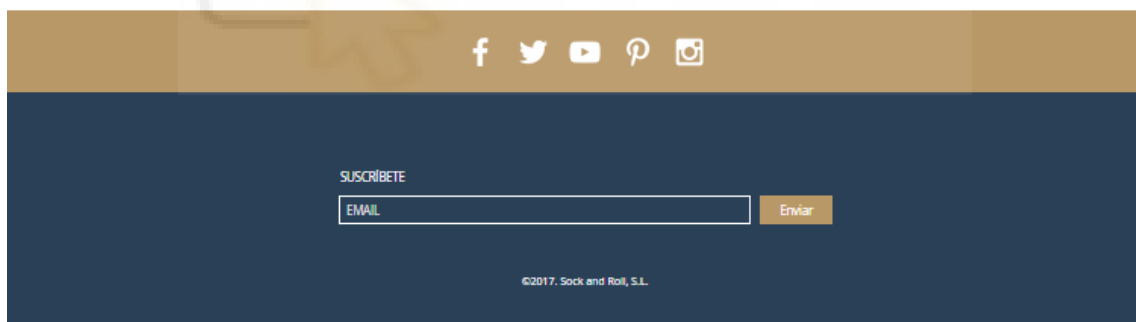 SUSCRÍBETE
EMAIL
Enviar
©2017. Sock and Roll, S.L.